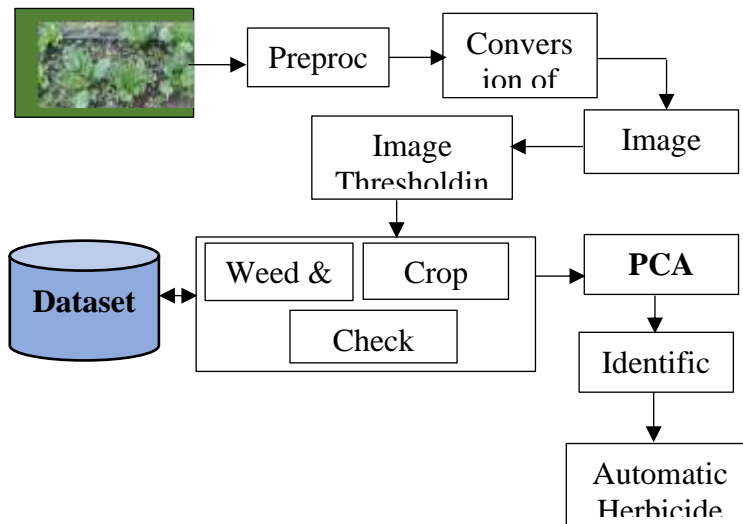 Preproc
Convers
ion of
Image
Image
Thresholdin
Dataset
Weed &
Crop
Check
PCA
Identific
Automatic
Herbicide